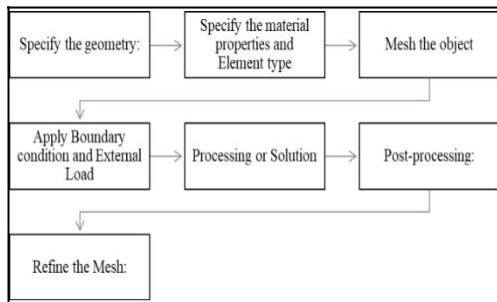 Specify the geometry:
Specify the material
properties and
Element type
Mesh the object
Apply Boundary
condition and External
Load
Processing or Solution
Post-processing:
Refine the Mesh: